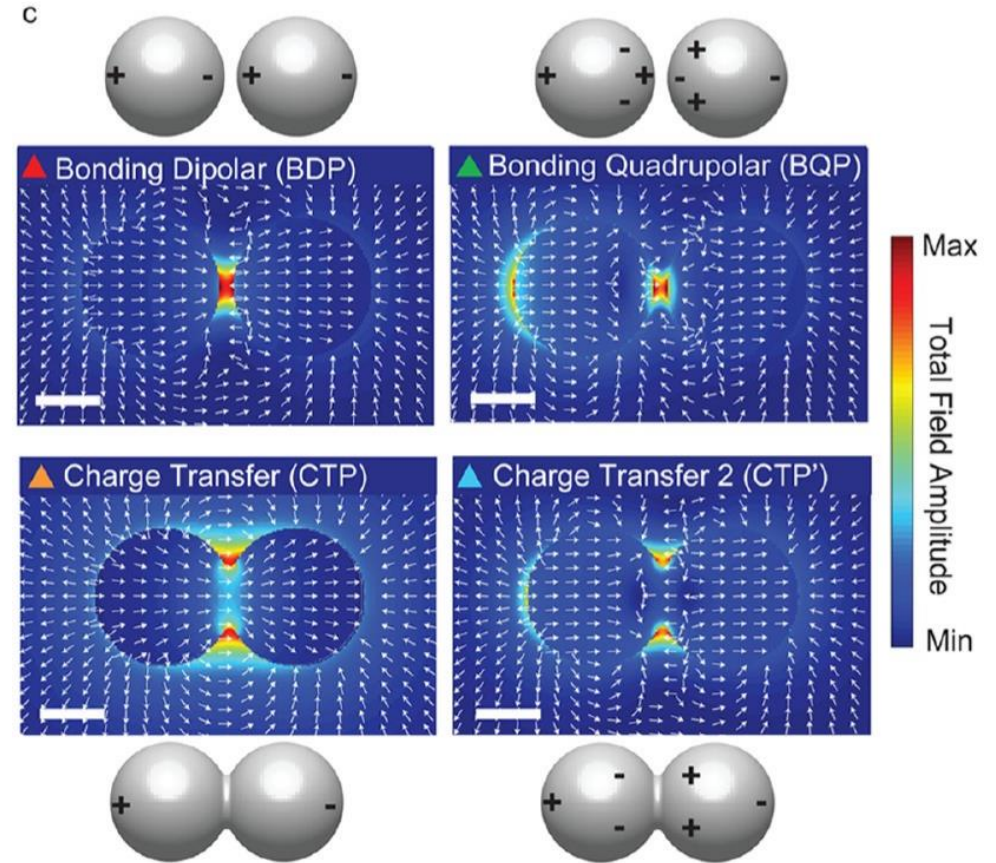 c
+ - + -
+ - + - - + + -
Bonding Dipolar (BDP)
Bonding Quadrupolar (BQP)
Max
Total Field Amplitude
Min
Charge Transfer (CTP)
Charge Transfer 2 (CTP')
+ -
+ - - + + -